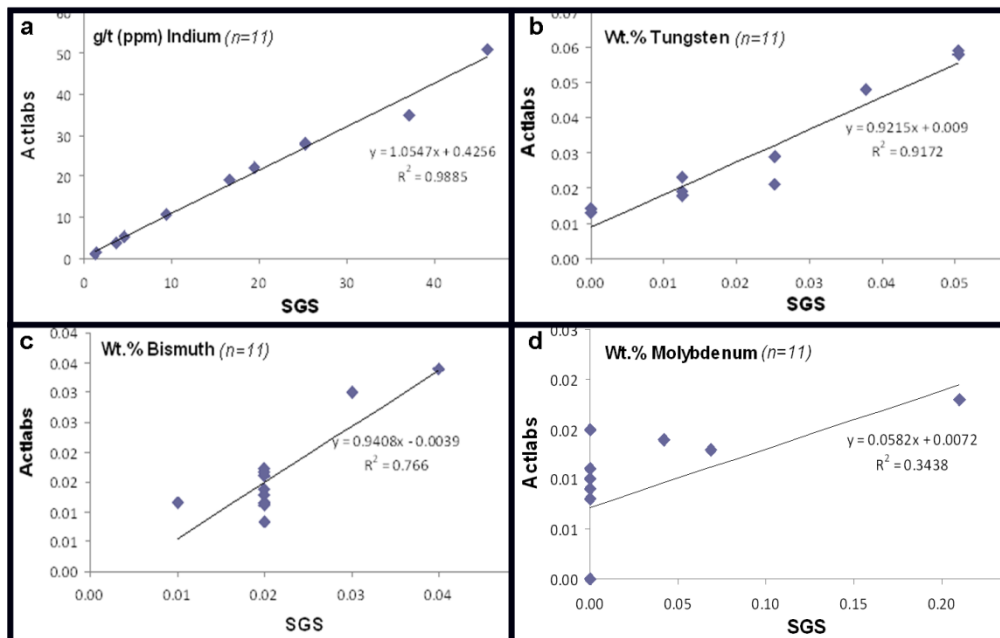 a
g/t (ppm) Indium (n=11)
60
50
40
30
20
10
0
Actlabs
y = 1.0547x + 0.4256
R² = 0.9885
0 10 20 30 40
SGS
b
Wt.% Tungsten (n=11)
0.07
0.06
0.05
0.04
0.03
0.02
0.01
0.00
Actlabs
y = 0.9215x + 0.009
R² = 0.9172
0.00 0.01 0.02 0.03 0.04 0.05
SGS
c
Wt.% Bismuth (n=11)
0.04
0.04
0.03
0.03
0.02
0.02
0.01
0.01
0.00
Actlabs
y = 0.9408x - 0.0039
R² = 0.766
0.00 0.01 0.02 0.03 0.04
SGS
d
Wt.% Molybdenum (n=11)
0.03
0.02
0.02
0.01
0.01
0.00
Actlabs
y = 0.0582x + 0.0072
R² = 0.3438
0.00 0.05 0.10 0.15 0.20
SGS